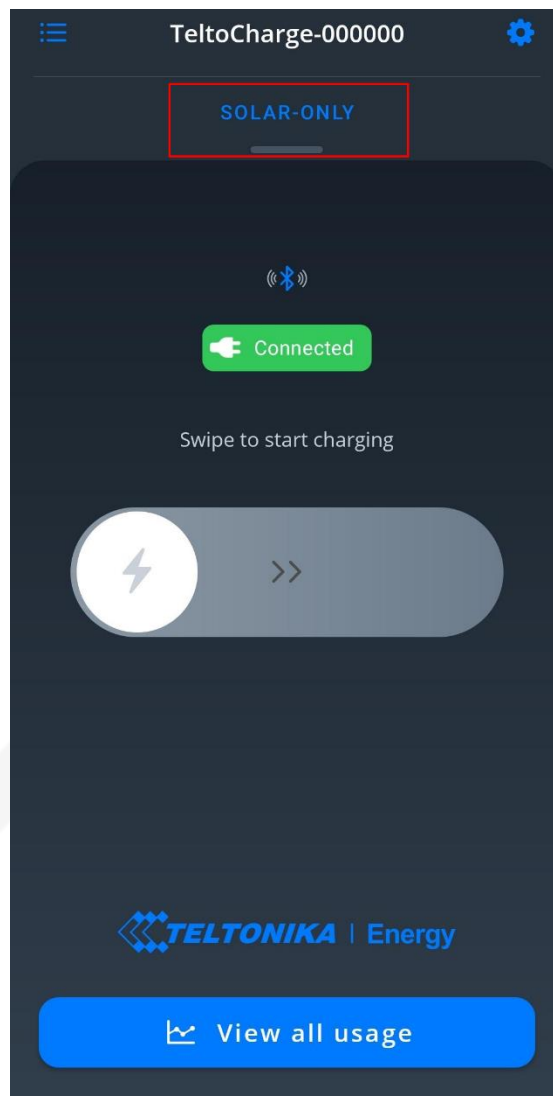 TeltoCharge-000000
SOLAR-ONLY
Connected
Swipe to start charging
TELTONIKA | Energy
View all usage